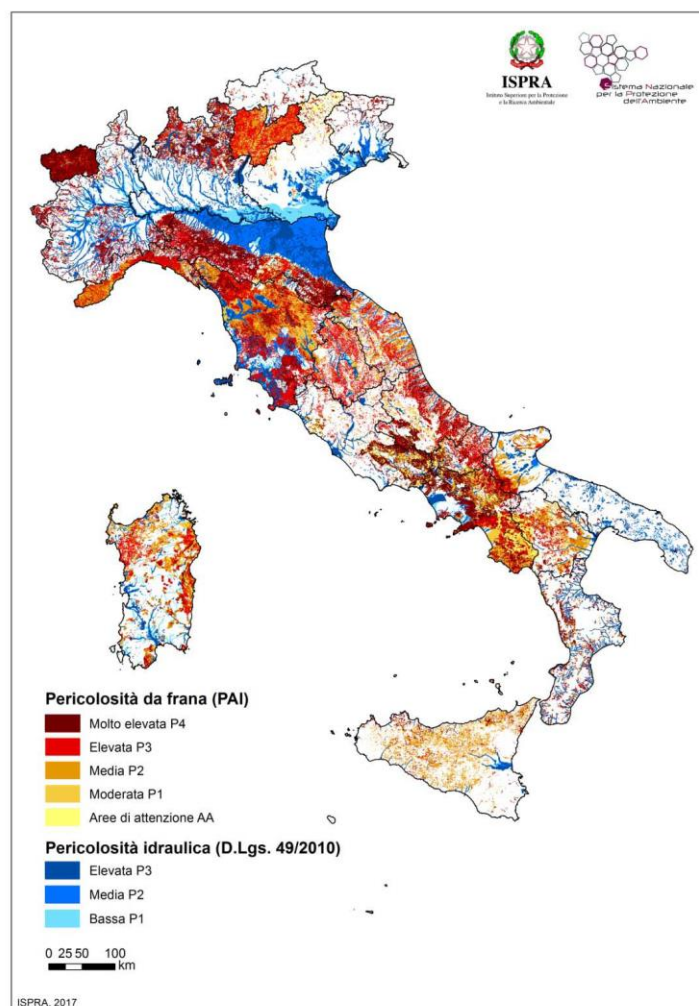 ISPRA
Istituto Superiore per la Protezione
e la Ricerca Ambientale
Sistema Nazionale
per la Protezione
dell'Ambiente
Pericolosità da frana (PAI)
Molto elevata P4
Elevata P3
Media P2
Moderata P1
Aree di attenzione AA
Pericolosità idraulica (D.Lgs. 49/2010)
Elevata P3
Media P2
Bassa P1
0 25 50 100
km
ISPRA, 2017